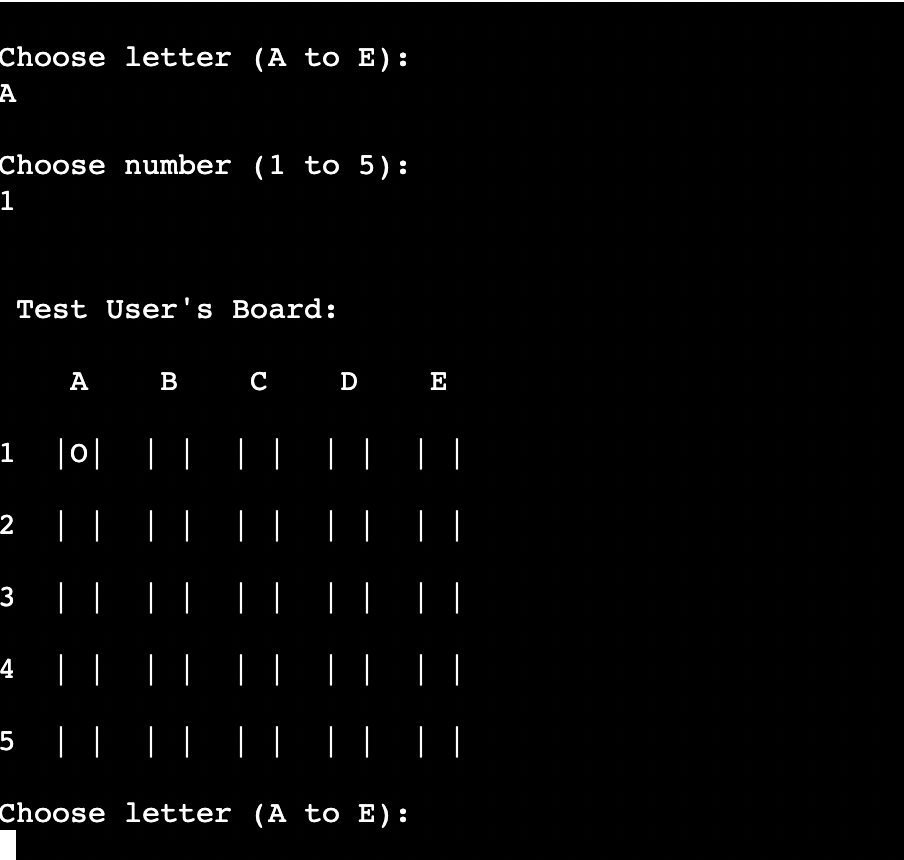 Choose letter (A to E):
A
Choose number (1 to 5):
1
Test User's Board:
A B C D E
1 |O| | | | | | | | |
2 | | | | | | | | | |
3 | | | | | | | | | |
4 | | | | | | | | | |
5 | | | | | | | | | |
Choose letter (A to E):